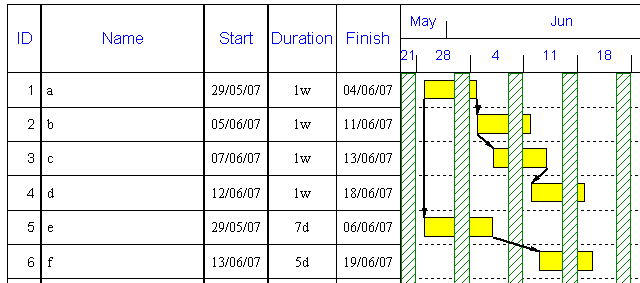 May Jun
ID Name Start Duration Finish
21 28 4 11 18
1 a 29/05/07 1w 04/06/07
2 b 05/06/07 1w 11/06/07
3 c 07/06/07 1w 13/06/07
4 d 12/06/07 1w 18/06/07
5 e 29/05/07 7d 06/06/07
6 f 13/06/07 5d 19/06/07